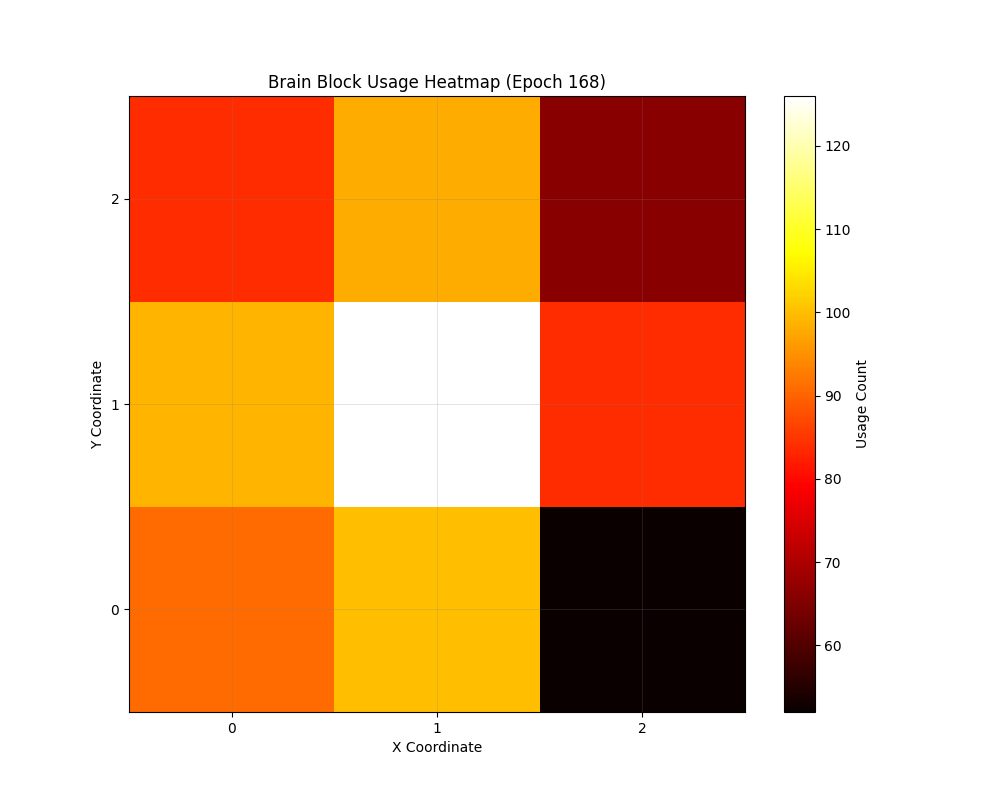 Brain Block Usage Heatmap (Epoch 168)
2
1
0
Y Coordinate
0 1 2
X Coordinate
120
110
100
90
80
70
60
Usage Count